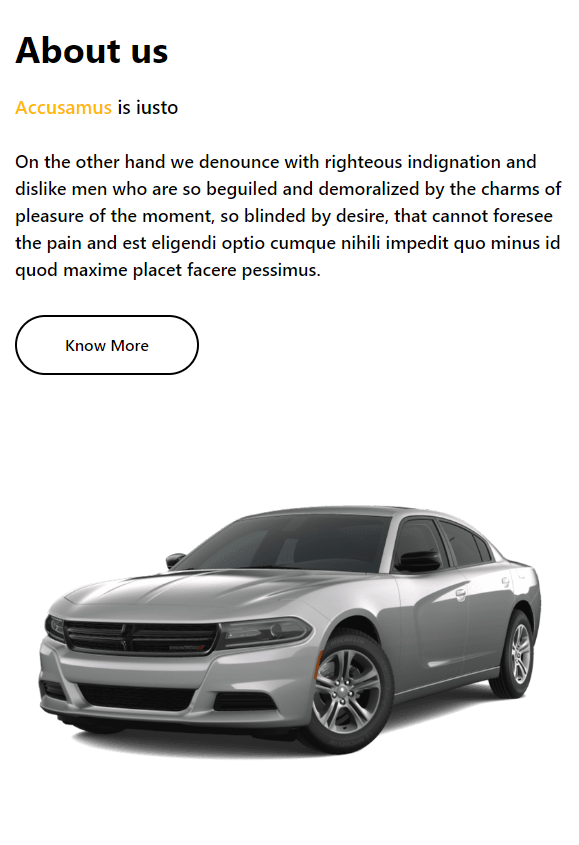 About us
Accusamus is iusto
On the other hand we denounce with righteous indignation and
dislike men who are so beguiled and demoralized by the charms of
pleasure of the moment, so blinded by desire, that cannot foresee
the pain and est eligendi optio cumque nihili impedit quo minus id
quod maxime placet facere pessimus.
Know More